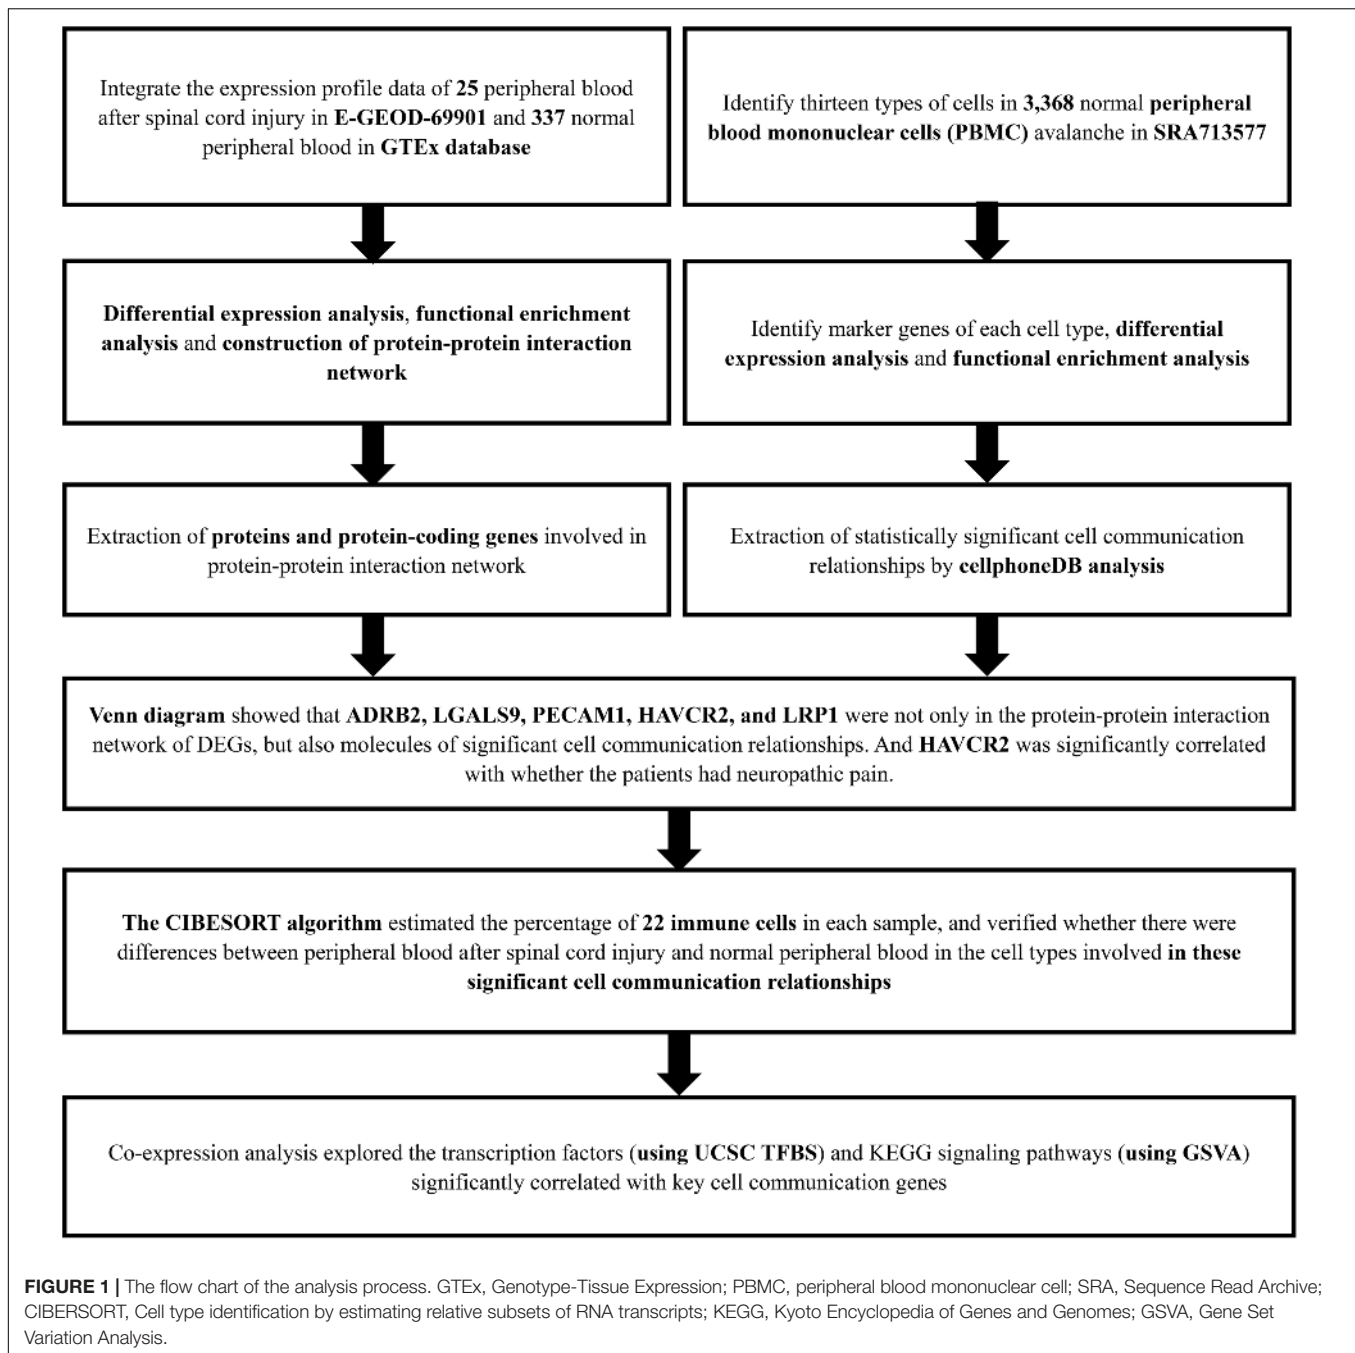 Integrate the expression profile data of 25 peripheral blood
after spinal cord injury in E-GEOD-69901 and 337 normal
peripheral blood in GTEx database
Identify thirteen types of cells in 3,368 normal peripheral
blood mononuclear cells (PBMC) avalanche in SRA713577
Differential expression analysis, functional enrichment
analysis and construction of protein-protein interaction
network
Identify marker genes of each cell type, differential
expression analysis and functional enrichment analysis
Extraction of proteins and protein-coding genes involved in
protein-protein interaction network
Extraction of statistically significant cell communication
relationships by cellphoneDB analysis
Venn diagram showed that ADRB2, LGALS9, PECAM1, HAVCR2, and LRP1 were not only in the protein-protein interaction
network of DEGs, but also molecules of significant cell communication relationships. And HAVCR2 was significantly correlated
with whether the patients had neuropathic pain.
The CIBESORT algorithm estimated the percentage of 22 immune cells in each sample, and verified whether there were
differences between peripheral blood after spinal cord injury and normal peripheral blood in the cell types involved in these
significant cell communication relationships
Co-expression analysis explored the transcription factors (using UCSC TFBS) and KEGG signaling pathways (using GSVA)
significantly correlated with key cell communication genes
FIGURE 1 | The flow chart of the analysis process. GTEx, Genotype-Tissue Expression; PBMC, peripheral blood mononuclear cell; SRA, Sequence Read Archive;
CIBERSORT, Cell type identification by estimating relative subsets of RNA transcripts; KEGG, Kyoto Encyclopedia of Genes and Genomes; GSVA, Gene Set
Variation Analysis.